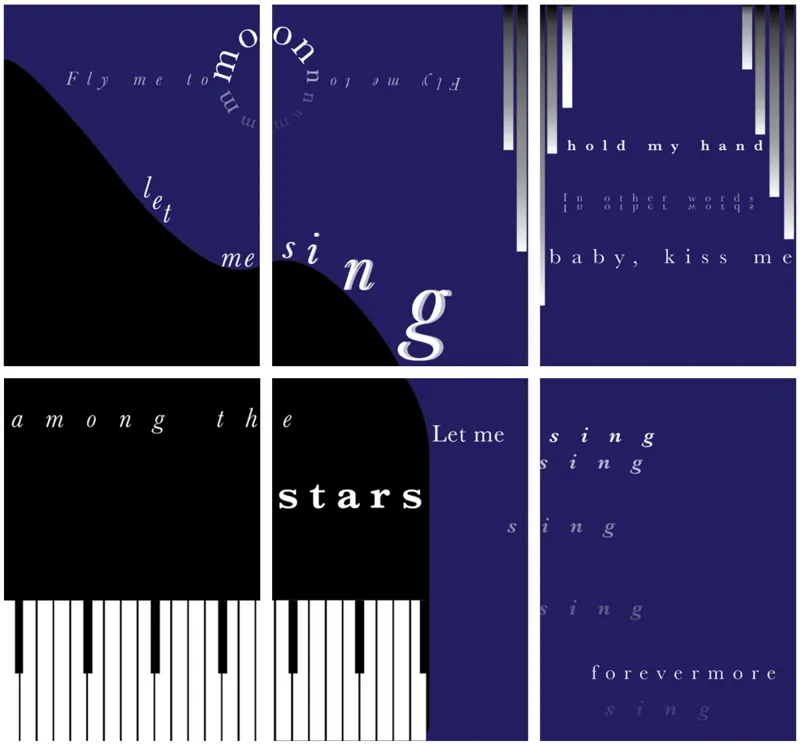 Fly me to moon
Fly me to
let
me sing
hold my hand
In other words
In other words
baby, kiss me
among the
stars
Let me sing
sing
sing
sing
forevermore
sing